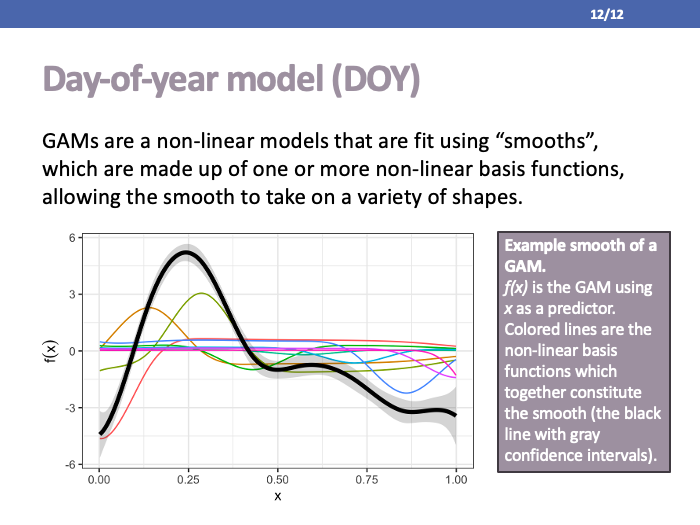 12/12
Day-of-year model (DOY)
GAMs are a non-linear models that are fit using “smooths”,
which are made up of one or more non-linear basis functions,
allowing the smooth to take on a variety of shapes.
6
3
0
-3
-6
f(x)
0.00 0.25 0.50 0.75 1.00
x
Example smooth of a
GAM.
f(x) is the GAM using
x as a predictor.
Colored lines are the
non-linear basis
functions which
together constitute
the smooth (the black
line with gray
confidence intervals).